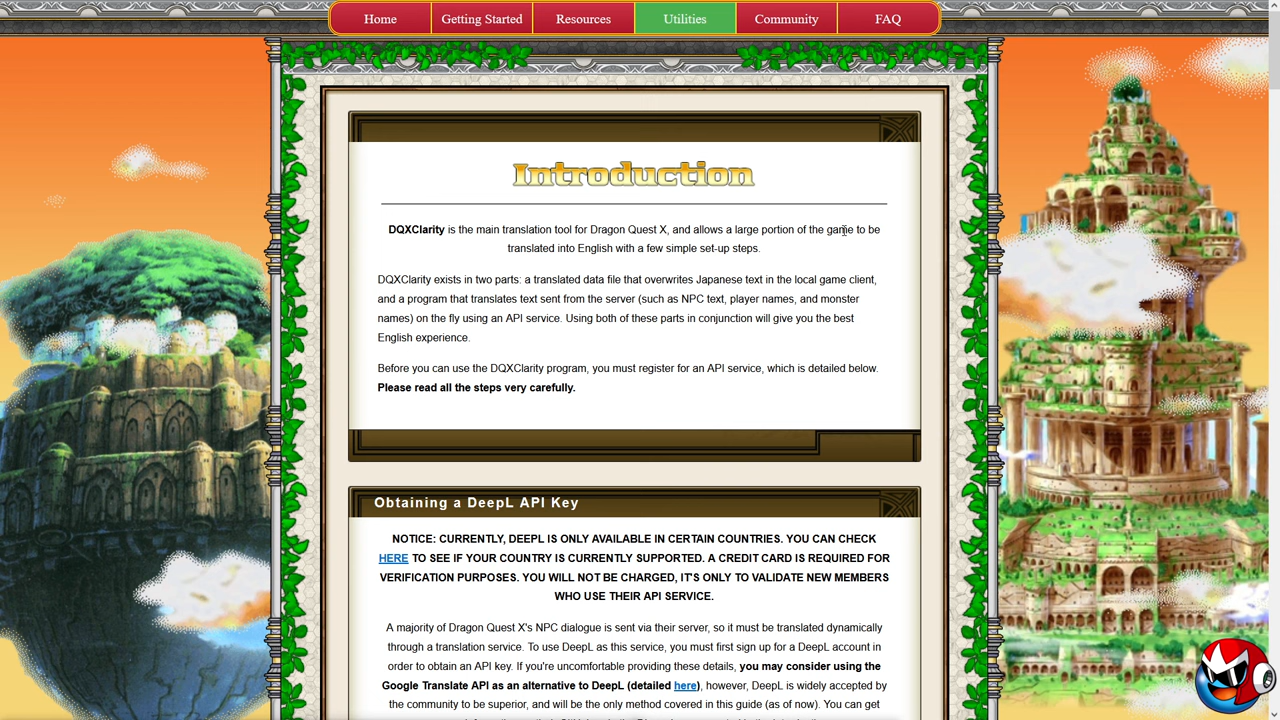 Home Getting Started Resources Utilities Community FAQ
Introduction
DQXClarity is the main translation tool for Dragon Quest X, and allows a large portion of the game to be
translated into English with a few simple set-up steps.
DQXClarity exists in two parts: a translated data file that overwrites Japanese text in the local game client,
and a program that translates text sent from the server (such as NPC text, player names, and monster
names) on the fly using an API service. Using both of these parts in conjunction will give you the best
English experience.
Before you can use the DQXClarity program, you must register for an API service, which is detailed below.
Please read all the steps very carefully.
Obtaining a DeepL API Key
NOTICE: CURRENTLY, DEEPL IS ONLY AVAILABLE IN CERTAIN COUNTRIES. YOU CAN CHECK
HERE TO SEE IF YOUR COUNTRY IS CURRENTLY SUPPORTED. A CREDIT CARD IS REQUIRED FOR
VERIFICATION PURPOSES. YOU WILL NOT BE CHARGED, IT'S ONLY TO VALIDATE NEW MEMBERS
WHO USE THEIR API SERVICE.
A majority of Dragon Quest X's NPC dialogue is sent via their server, so it must be translated dynamically
through a translation service. To use DeepL as this service, you must first sign up for a DeepL account in
order to obtain an API key. If you're uncomfortable providing these details, you may consider using the
Google Translate API as an alternative to DeepL (detailed here), however, DeepL is widely accepted by
the community to be superior, and will be the only method covered in this guide (as of now). You can get